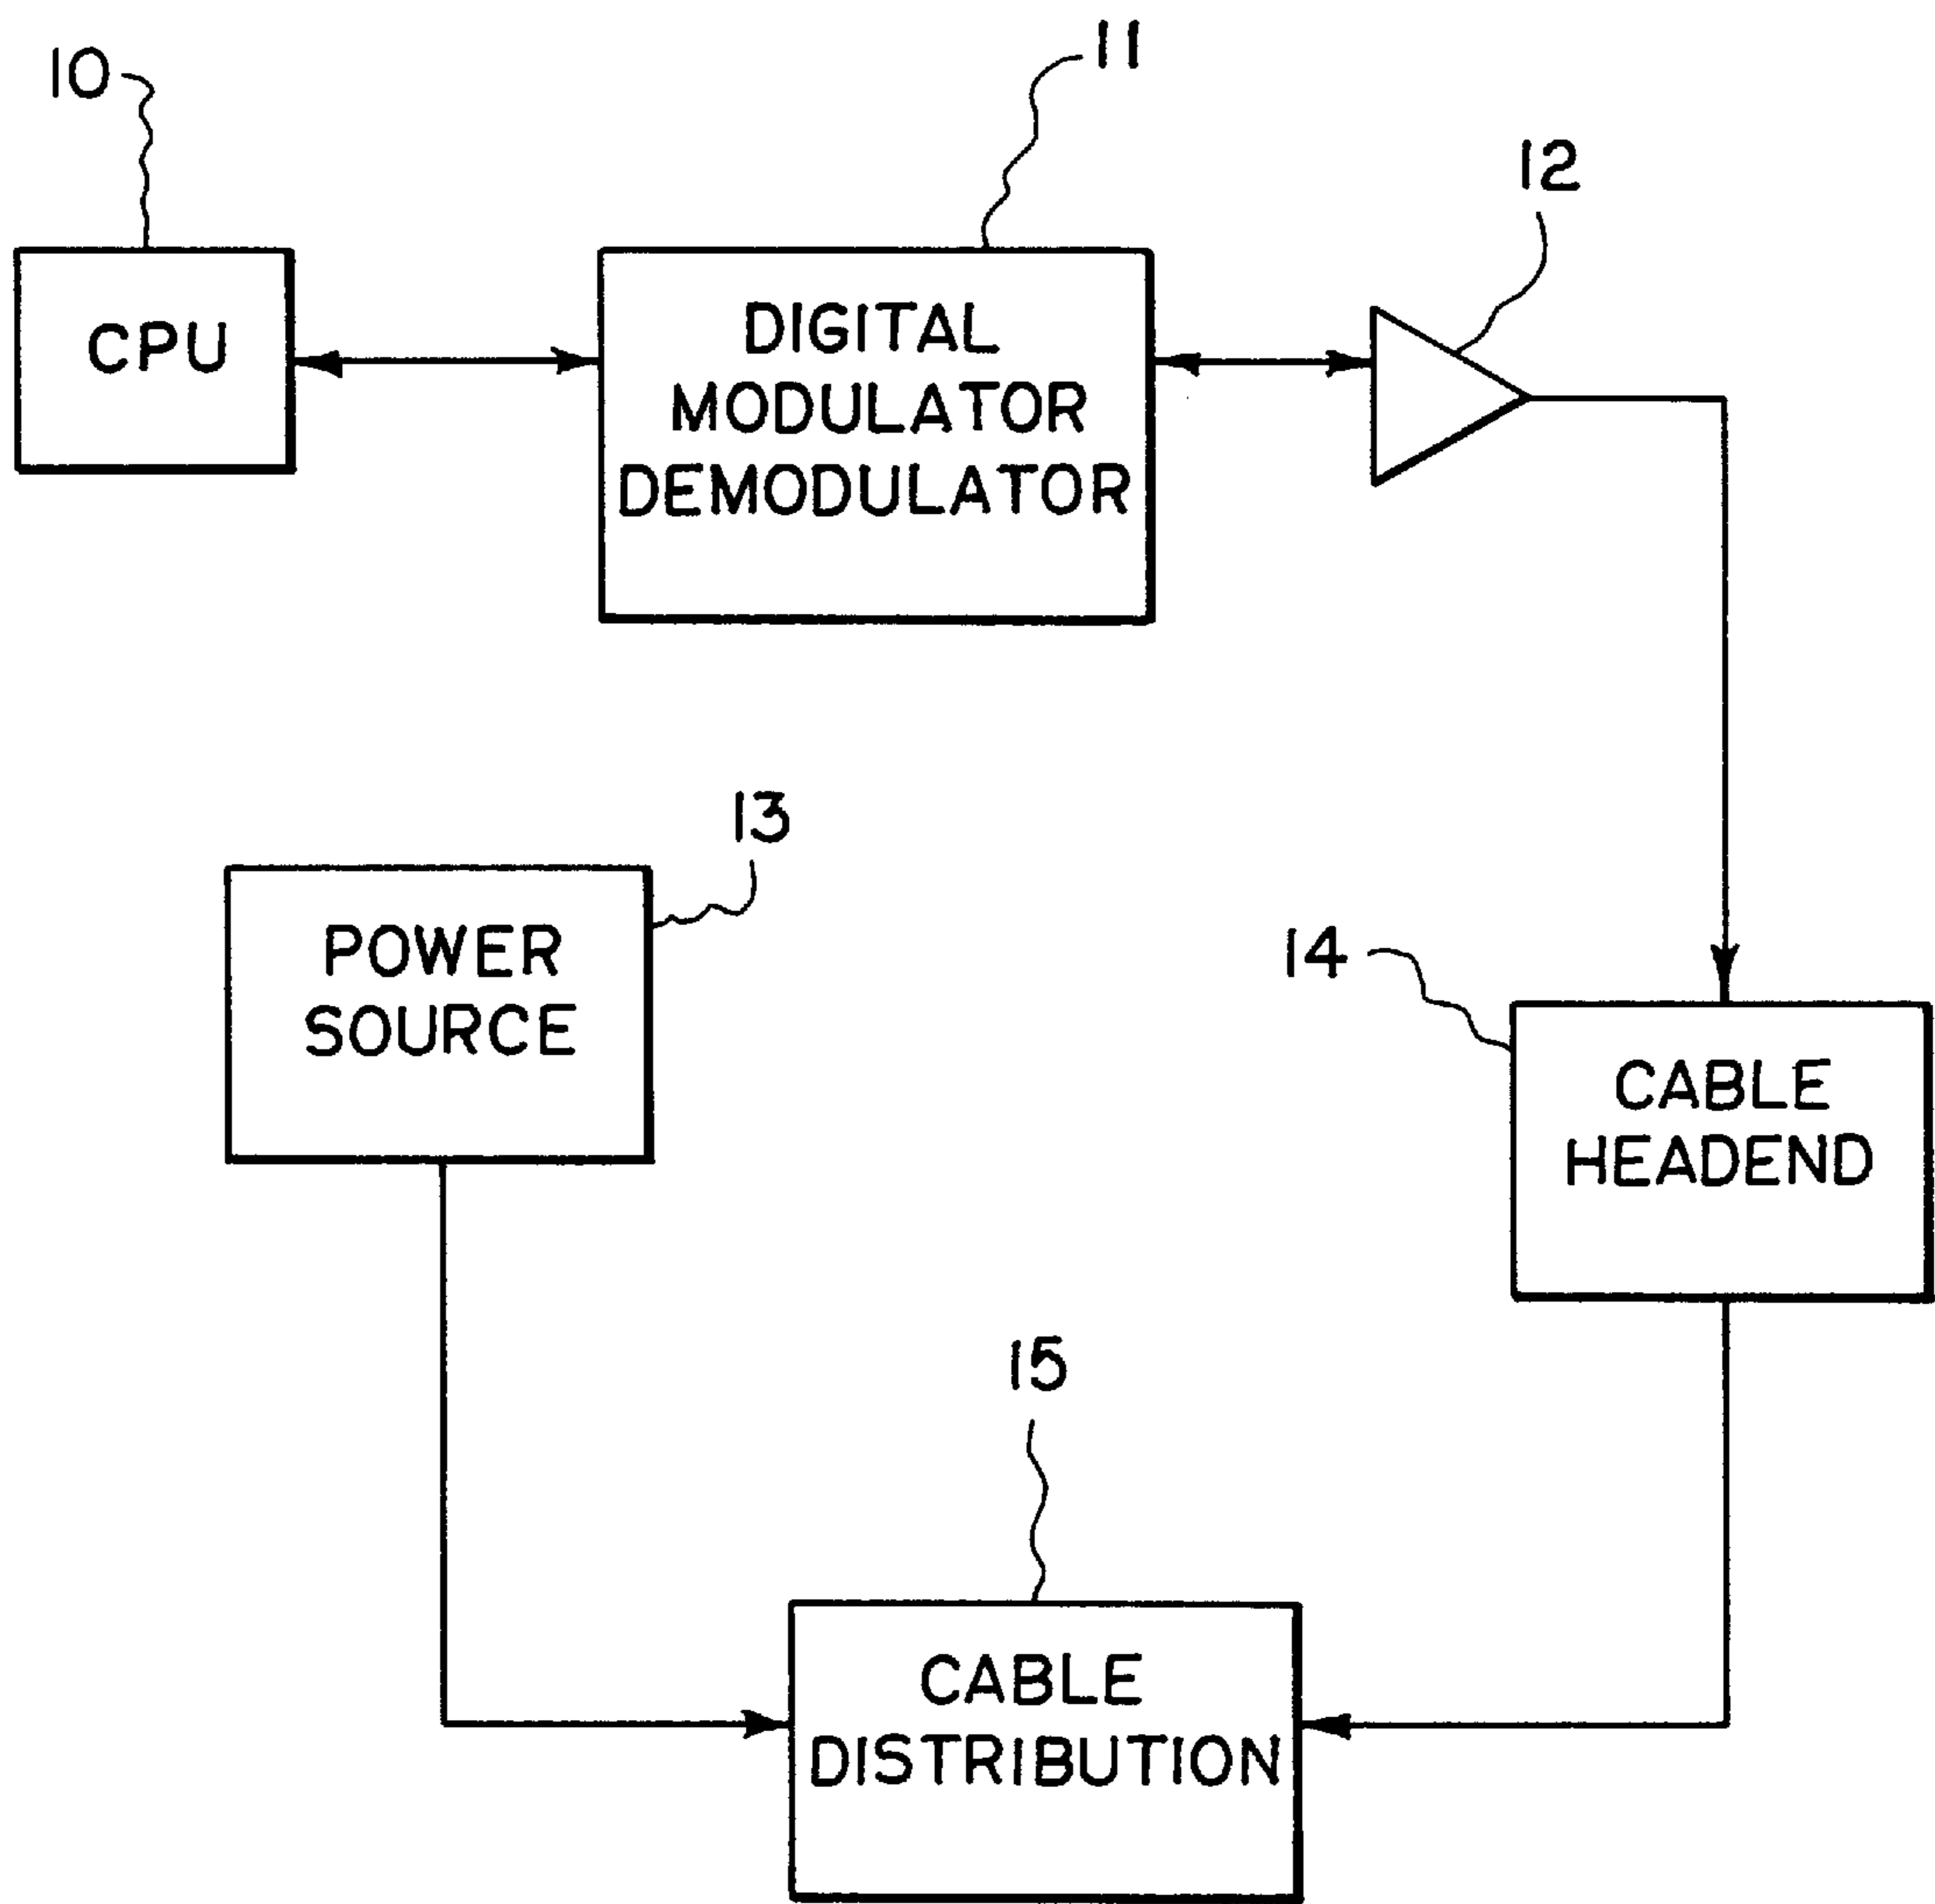 10
11
12
CPU
DIGITAL
MODULATOR
DEMODULATOR
13
POWER
SOURCE
14
CABLE
HEADEND
15
CABLE
DISTRIBUTION